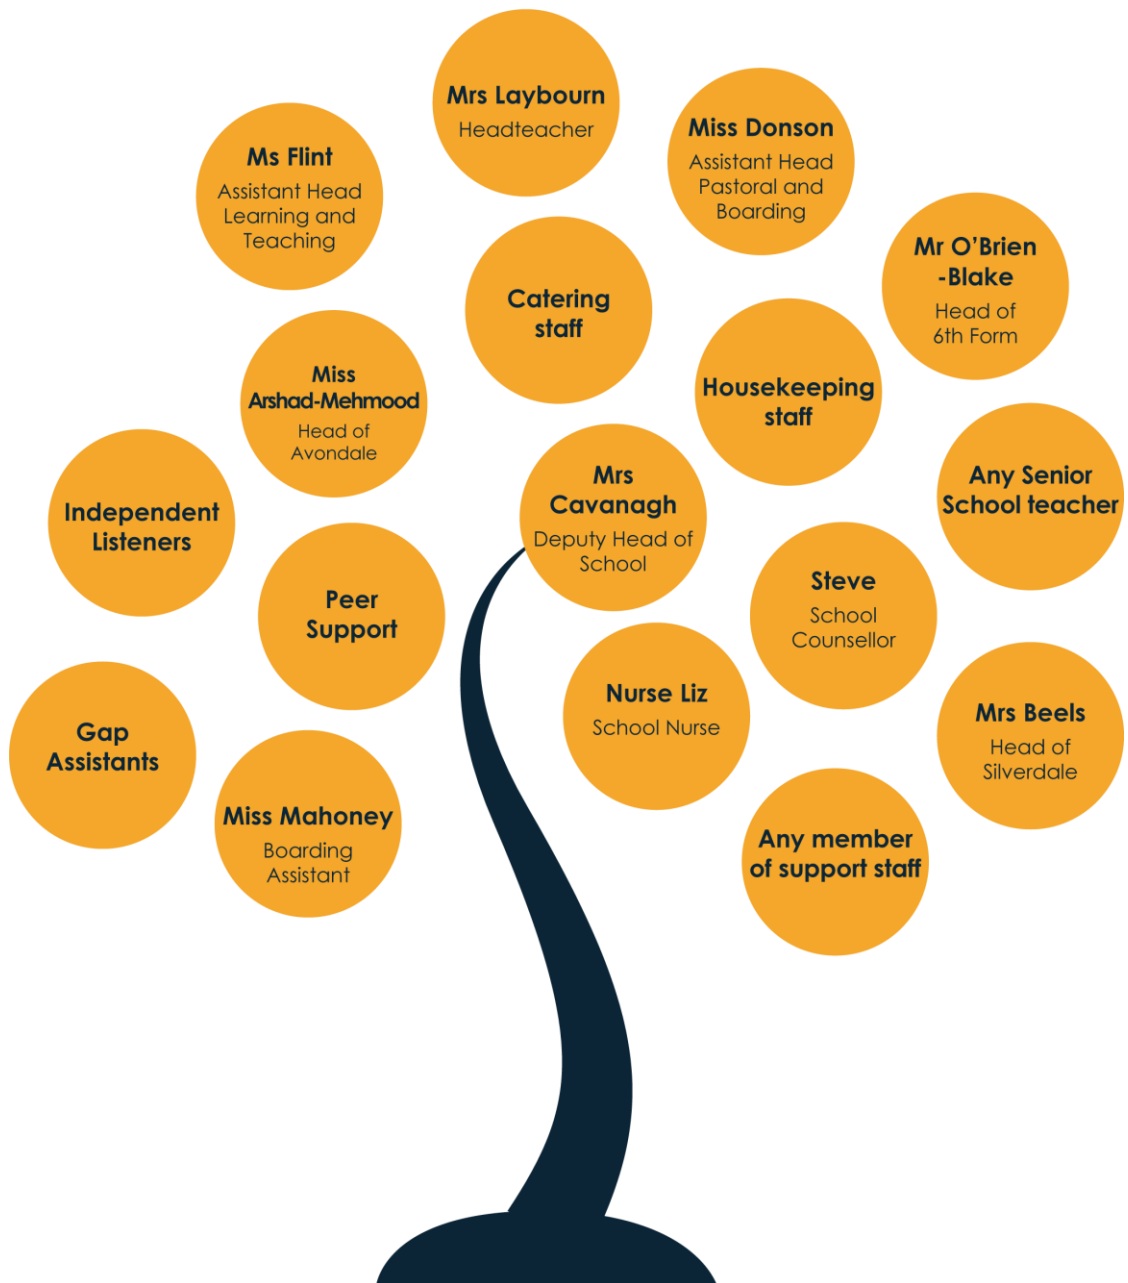 Mrs Laybourn
Headteacher
Miss Donson
Assistant Head
Pastoral and
Boarding
Ms Flint
Assistant Head
Learning and
Teaching
Mr O’Brien
-Blake
Head of
6th Form
Catering
staff
Housekeeping
staff
Miss
Arshad-Mehmood
Head of
Avondale
Mrs
Cavanagh
Deputy Head of
School
Any Senior
School teacher
Independent
Listeners
Peer
Support
Steve
School
Counsellor
Nurse Liz
School Nurse
Mrs Beels
Head of
Silverdale
Gap
Assistants
Miss Mahoney
Boarding
Assistant
Any member
of support staff